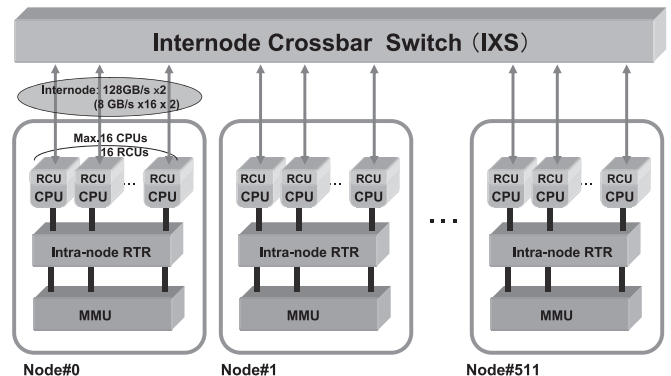 Internode Crossbar Switch (IXS)
Internode: 128GB/s x2
(8 GB/s x16 x 2)
Max.16 CPUs
16 RCUs
RCU RCU ... RCU
CPU CPU CPU
Intra-node RTR
MMU
Node#0
RCU RCU ... RCU
CPU CPU CPU
Intra-node RTR
MMU
Node#1
...
RCU RCU ... RCU
CPU CPU CPU
Intra-node RTR
MMU
Node#511